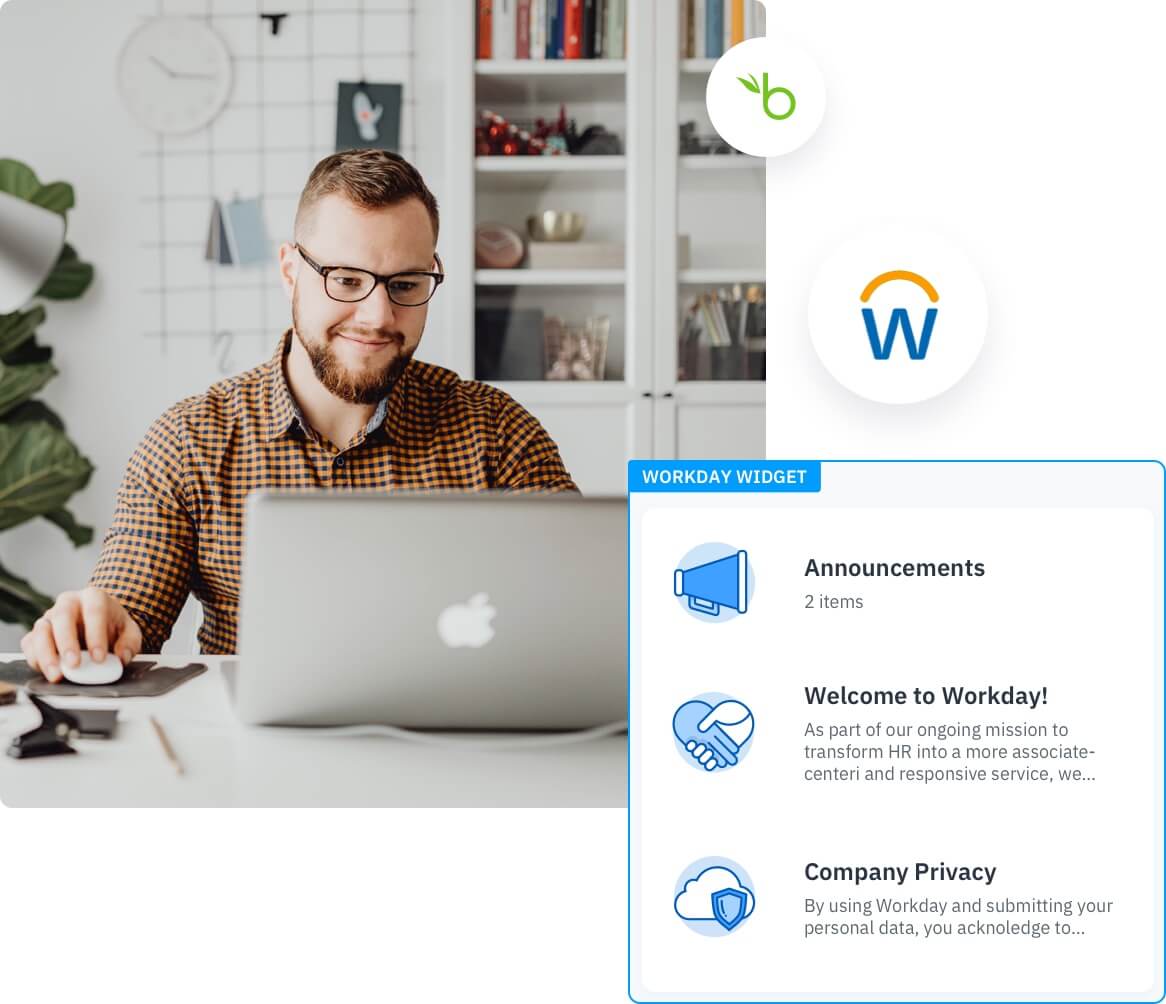 b
W
WORKDAY WIDGET
Announcements
2 items
Welcome to Workday!
As part of our ongoing mission to
transform HR into a more associate-
centeri and responsive service, we...
Company Privacy
By using Workday and submitting your
personal data, you acknoledge to...